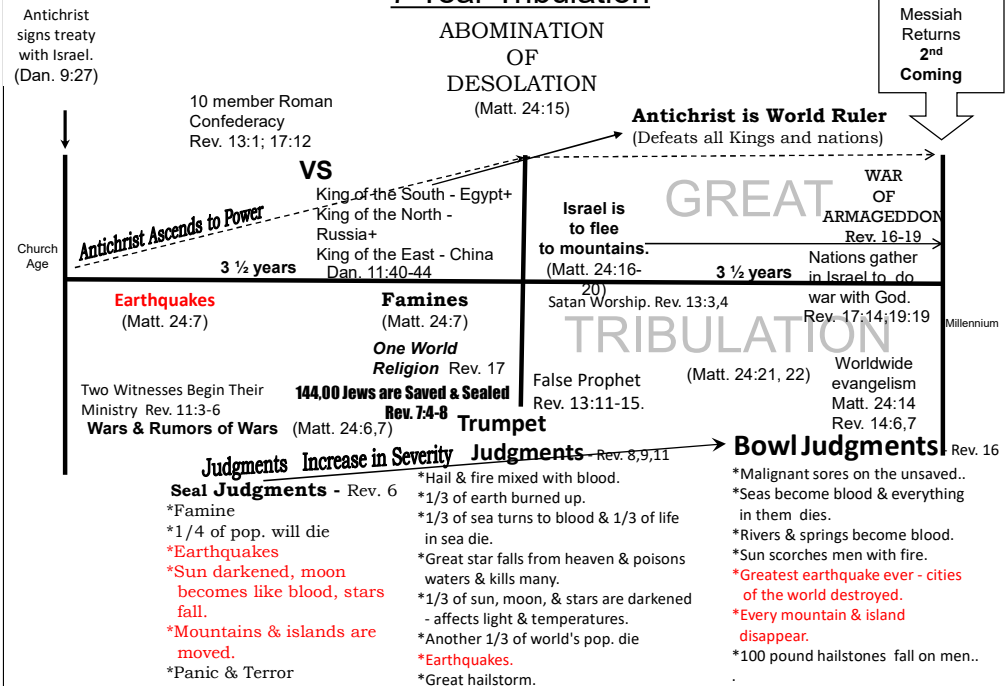 7 Year Tribulation
Antichrist
signs treaty
with Israel.
(Dan. 9:27)
ABOMINATION
OF
DESOLATION
(Matt. 24:15)
Messiah
Returns
2nd
Coming
10 member Roman
Confederacy
Rev. 13:1; 17:12
Antichrist is World Ruler
(Defeats all Kings and nations)
VS
King of the South - Egypt+
King of the North -
Russia+
King of the East - China
Dan. 11:40-44
Antichrist Ascends to Power
Church
Age
3 ½ years
Israel is
to flee
to mountains.
(Matt. 24:16-
20)
GREAT
WAR
OF
ARMAGEDDON
Rev. 16-19
3 ½ years
Nations gather
in Israel to do
war with God.
Rev. 17:14;19:19
Earthquakes
(Matt. 24:7)
Famines
(Matt. 24:7)
Satan Worship. Rev. 13:3,4
TRIBULATION
Millennium
One World
Religion Rev. 17
(Matt. 24:21, 22)
Worldwide
evangelism
Matt. 24:14
Rev. 14:6,7
Two Witnesses Begin Their
Ministry Rev. 11:3-6
144,00 Jews are Saved & Sealed
Rev. 7:4-8
False Prophet
Rev. 13:11-15.
Wars & Rumors of Wars (Matt. 24:6,7)
Judgments Increase in Severity
Seal Judgments - Rev. 6
*Famine
*1/4 of pop. will die
*Earthquakes
*Sun darkened, moon
becomes like blood, stars
fall.
*Mountains & islands are
moved.
*Panic & Terror
Trumpet
Judgments - Rev. 8,9,11
*Hail & fire mixed with blood.
*1/3 of earth burned up.
*1/3 of sea turns to blood & 1/3 of life
in sea die.
*Great star falls from heaven & poisons
waters & kills many.
*1/3 of sun, moon, & stars are darkened
- affects light & temperatures.
*Another 1/3 of world's pop. die
*Earthquakes.
*Great hailstorm.
Bowl Judgments - Rev. 16
*Malignant sores on the unsaved..
*Seas become blood & everything
in them dies.
*Rivers & springs become blood.
*Sun scorches men with fire.
*Greatest earthquake ever - cities
of the world destroyed.
*Every mountain & island
disappear.
*100 pound hailstones fall on men..
.